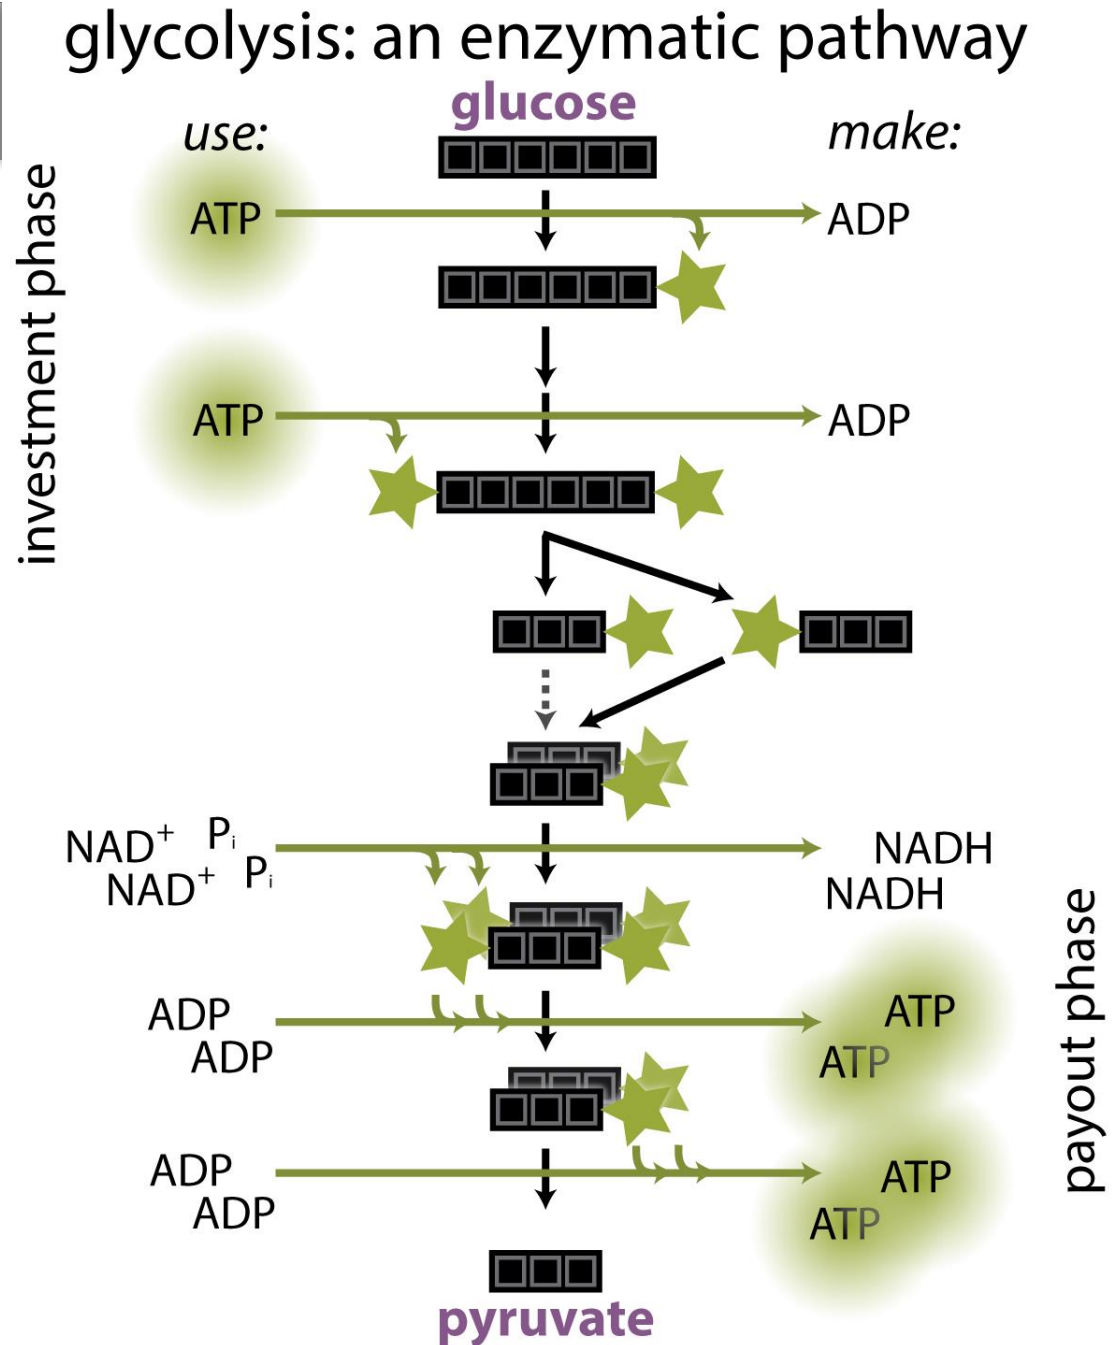 glycolysis: an enzymatic pathway
glucose
use:
make:
investment phase
ATP
ADP
ATP
ADP
NAD⁺ Pᵢ
NAD⁺ Pᵢ
NADH
NADH
ADP
ADP
ATP
ATP
payout phase
ADP
ADP
ATP
ATP
pyruvate